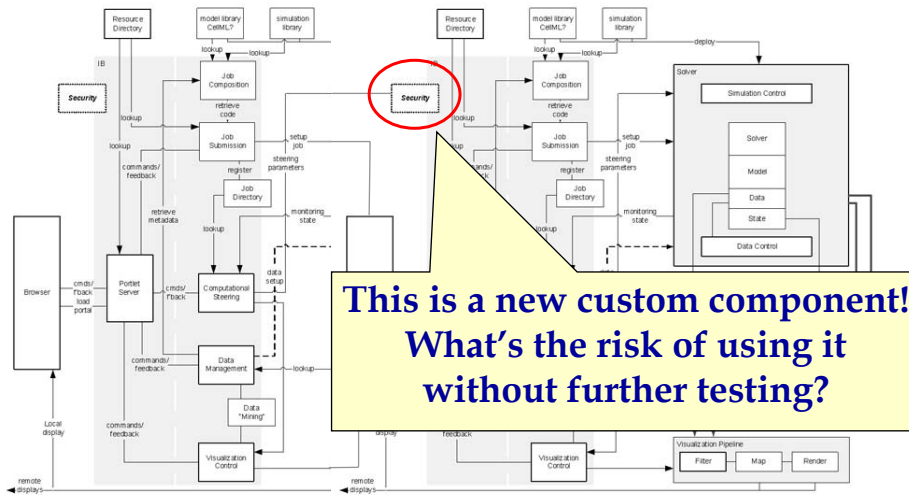 Resource
Directory
model library
CellML?
simulation
library
lookup
lookup
IB
Security
Job
Composition
retrieve
code
lookup
lookup
Job
Submission
setup
job
commands/
feedback
register
steering
parameters
Job
Directory
retrieve
metadata
lookup
monitoring
state
data
setup
Browser
cmds/
f'back
load
portal
Portlet
Server
cmds/
f'back
Computational
Steering
commands/
feedback
Data
Management
lookup
Data
"Mining"
Local
display
commands/
feedback
Visualization
Control
remote
displays
Resource
Directory
model library
CellML?
simulation
library
lookup
lookup
deploy
Security
Job
Composition
retrieve
code
lookup
Job
Submission
setup
job
register
steering
parameters
Job
Directory
monitoring
state
Solver
Simulation Control
Solver
Model
Data
State
Data Control
This is a new custom component!
What's the risk of using it
without further testing?
display
feedback
Visualization
Control
remote
displays
Visualization Pipeline
Filter
Map
Render